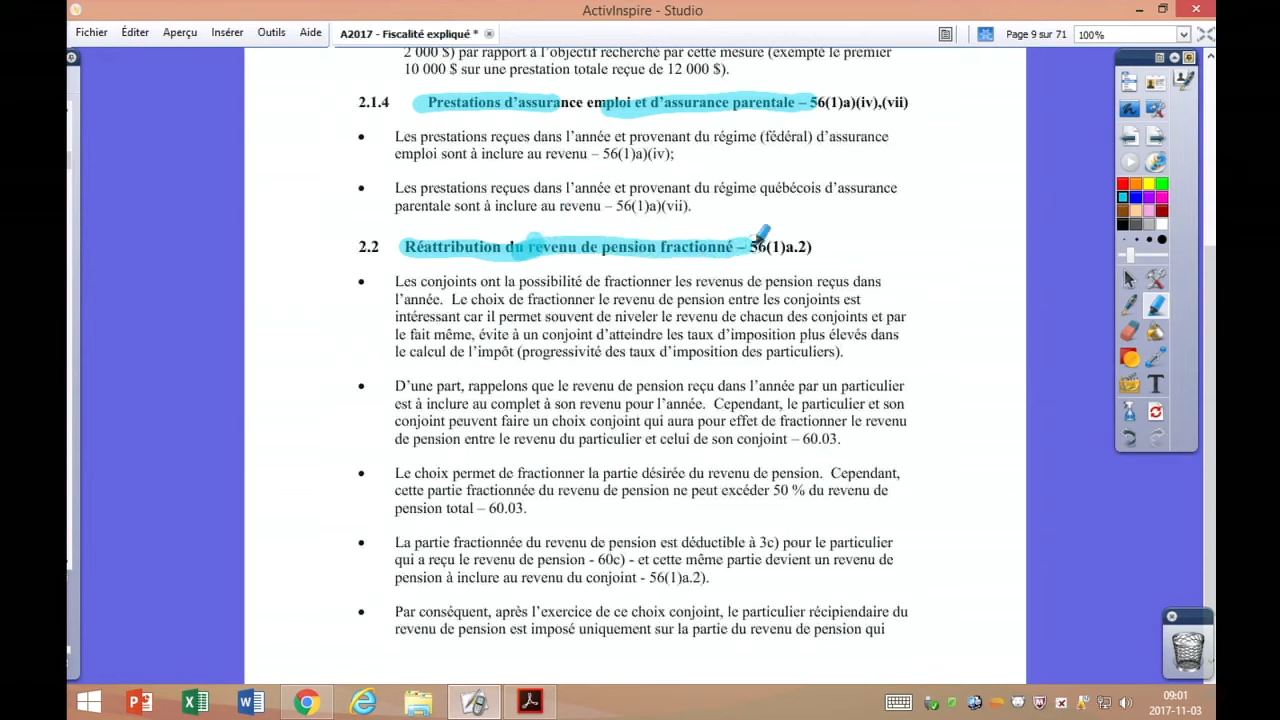 ActivInspire - Studio
Fichier Éditer Aperçu Insérer Outils Aide A2017 - Fiscalité expliqué * Page 9 sur 71 100%
2 000 $) par rapport à l'objectif recherché par cette mesure (exempté le premier
10 000 $ sur une prestation totale reçue de 12 000 $).
2.1.4 Prestations d'assurance emploi et d'assurance parentale – 56(1)a)(iv),(vii)
• Les prestations reçues dans l'année et provenant du régime (fédéral) d'assurance
emploi sont à inclure au revenu – 56(1)a)(iv);
• Les prestations reçues dans l'année et provenant du régime québécois d'assurance
parentale sont à inclure au revenu – 56(1)a)(vii).
2.2 Réattribution du revenu de pension fractionné – 56(1)a.2)
• Les conjoints ont la possibilité de fractionner les revenus de pension reçus dans
l'année. Le choix de fractionner le revenu de pension entre les conjoints est
intéressant car il permet souvent de niveler le revenu de chacun des conjoints et par
le fait même, évite à un conjoint d'atteindre les taux d'imposition plus élevés dans
le calcul de l'impôt (progressivité des taux d'imposition des particuliers).
• D'une part, rappelons que le revenu de pension reçu dans l'année par un particulier
est à inclure au complet à son revenu pour l'année. Cependant, le particulier et son
conjoint peuvent faire un choix conjoint qui aura pour effet de fractionner le revenu
de pension entre le revenu du particulier et celui de son conjoint – 60.03.
• Le choix permet de fractionner la partie désirée du revenu de pension. Cependant,
cette partie fractionnée du revenu de pension ne peut excéder 50 % du revenu de
pension total – 60.03.
• La partie fractionnée du revenu de pension est déductible à 3c) pour le particulier
qui a reçu le revenu de pension - 60c) - et cette même partie devient un revenu de
pension à inclure au revenu du conjoint - 56(1)a.2).
• Par conséquent, après l'exercice de ce choix conjoint, le particulier récipiendaire du
revenu de pension est imposé uniquement sur la partie du revenu de pension qui
09:01
2017-11-03